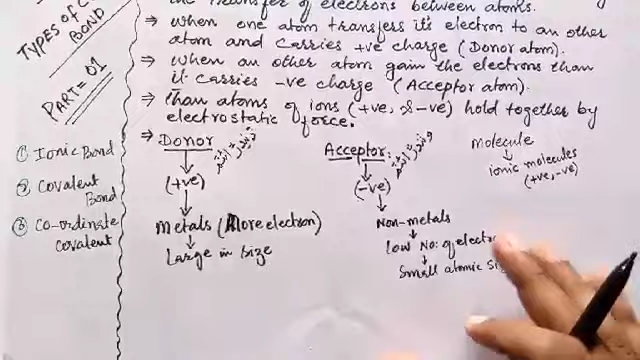 the Transfer of electrons between atoms.
⇒ when one atom transfers it's electron to an other
atom and carries +ve charge (Donor atom).
⇒ when an other atom gain the electrons than
it carries -ve charge (Acceptor atom).
⇒ Than atoms of ions (+ve, & -ve) hold together by
electrostatic force.
TYPES OF
BOND
PART= 01
① Ionic Bond
② Covalent
Bond
③ Co-ordinate
covalent
⇒ Donor
(+ve)
Metals (More electron)
Large in size
Acceptor
(-ve)
Non-metals
Low No: of
Small atomic
Molecule
ionic molecules
(+ve, -ve)